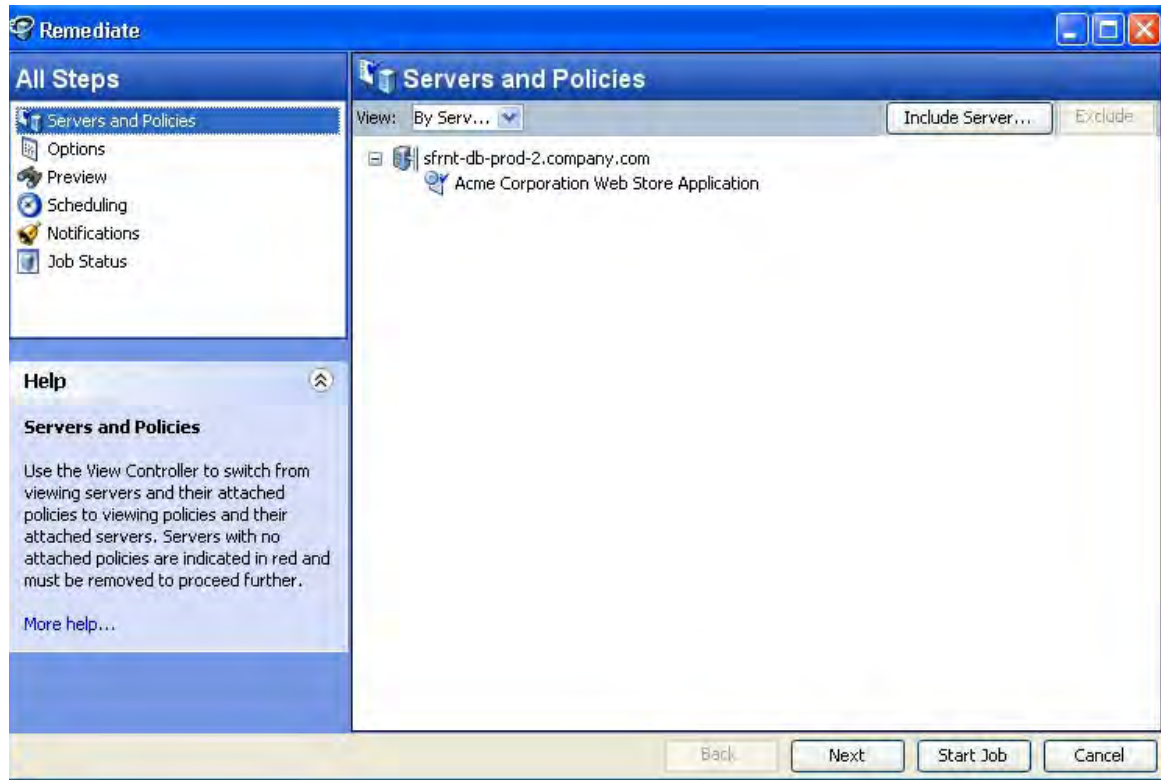 Remediate
All Steps
Servers and Policies
Options
Preview
Scheduling
Notifications
Job Status
Help
Servers and Policies
Use the View Controller to switch from
viewing servers and their attached
policies to viewing policies and their
attached servers. Servers with no
attached policies are indicated in red and
must be removed to proceed further.
More help...
Servers and Policies
View: By Serv... Include Server... Exclude
sfrnt-db-prod-2.company.com
Acme Corporation Web Store Application
Back Next Start Job Cancel